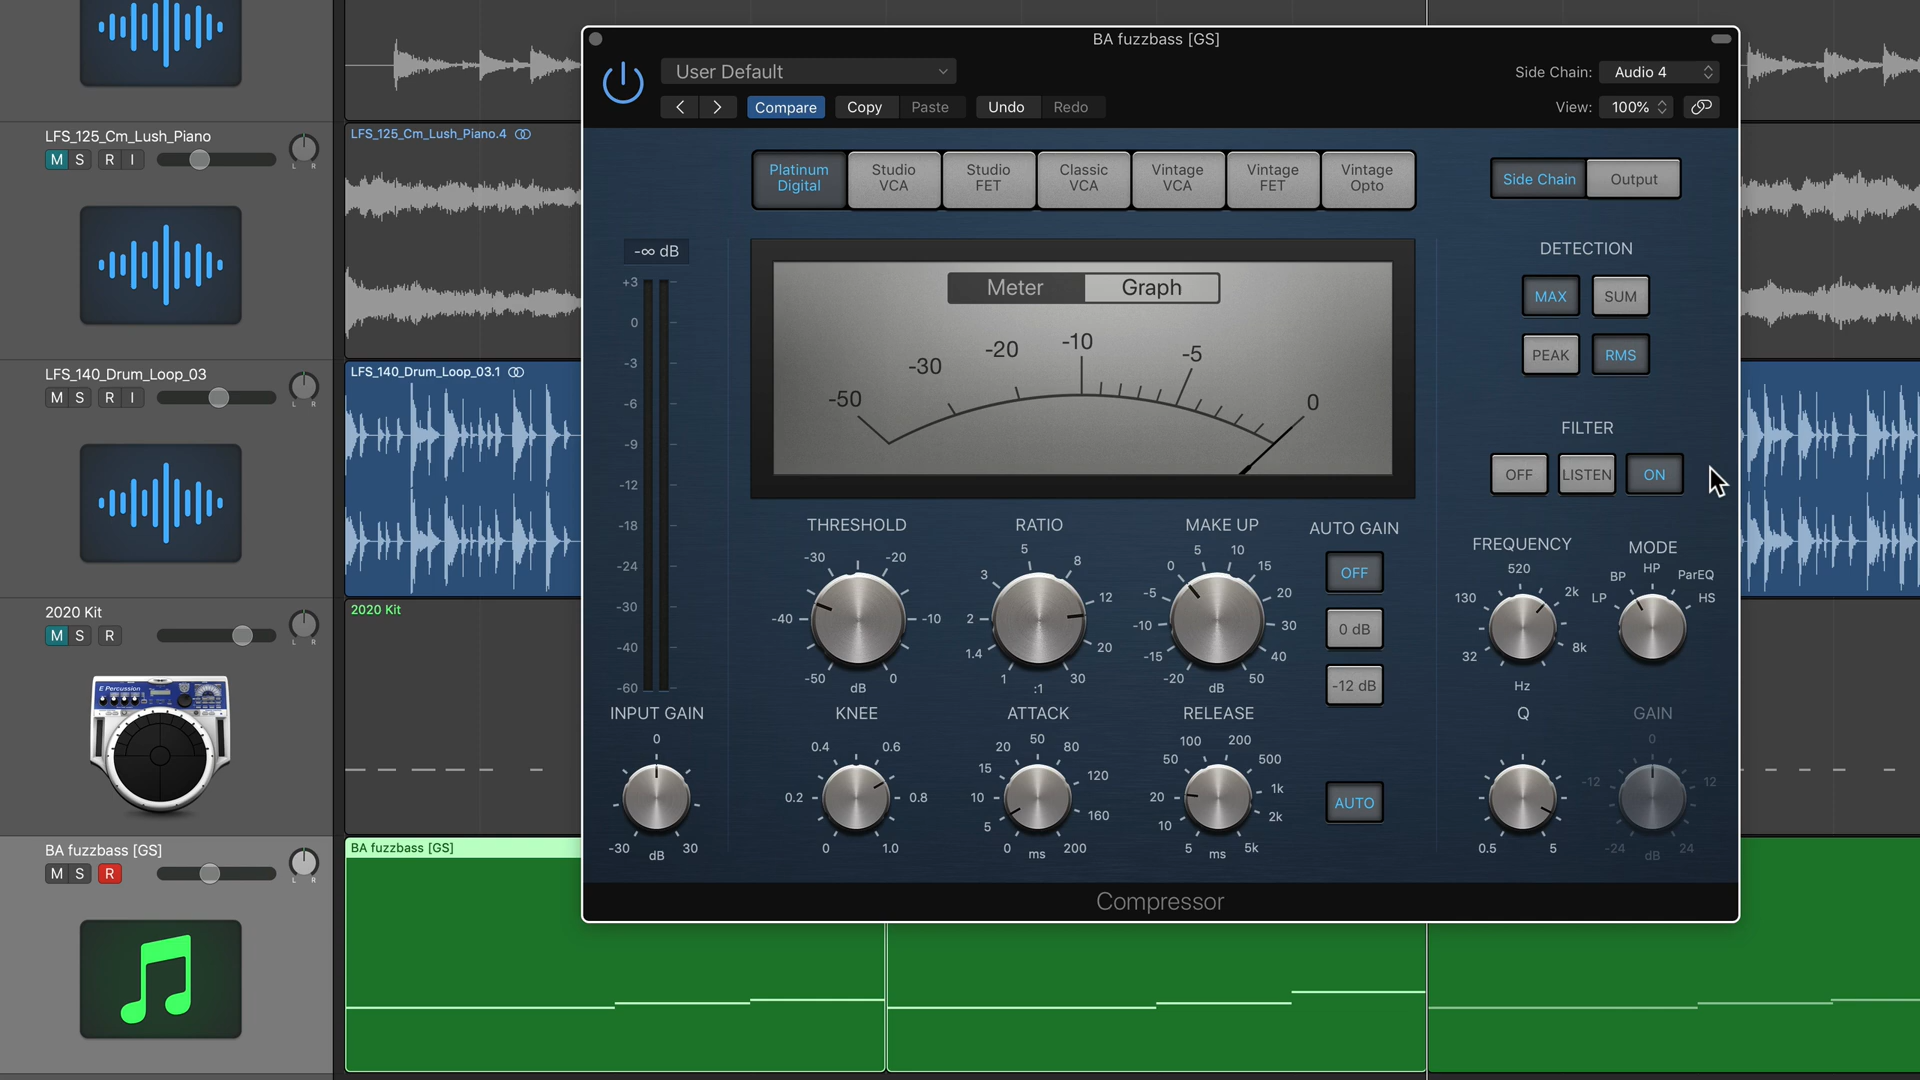 LFS_125_Cm_Lush_Piano
M S R I
L R
LFS_125_Cm_Lush_Piano.4
LFS_140_Drum_Loop_03
M S R I
L R
LFS_140_Drum_Loop_03.1
2020 Kit
M S R
L R
2020 Kit
E Percussion
BA fuzzbass [GS]
M S R
L R
BA fuzzbass [GS]
BA fuzzbass [GS]
User Default
Side Chain: Audio 4
Compare Copy Paste Undo Redo
View: 100%
Platinum Digital
Studio VCA
Studio FET
Classic VCA
Vintage VCA
Vintage FET
Vintage Opto
Side Chain Output
-∞ dB
+3
0
-3
-6
-9
-12
-18
-24
-30
-40
-60
Meter Graph
-50 -30 -20 -10 -5 0
DETECTION
MAX SUM
PEAK RMS
FILTER
OFF LISTEN ON
THRESHOLD
-30 -20
-40 -10
-50 dB 0
RATIO
5
3 8
2 12
1.4 20
1 :1 30
MAKE UP
5 10
0 15
-5 20
-10 30
-15 40
-20 dB 50
AUTO GAIN
OFF
0 dB
-12 dB
FREQUENCY
520
130 2k
32 8k
Hz
MODE
HP
BP ParEQ
LP HS
INPUT GAIN
0
-30 dB 30
KNEE
0.4 0.6
0.2 0.8
0 1.0
ATTACK
50
20 80
15 120
10 160
5
0 ms 200
RELEASE
100 200
50 500
20 1k
10 2k
5 ms 5k
AUTO
Q
0.5 5
GAIN
0
-12 12
-24 dB 24
Compressor